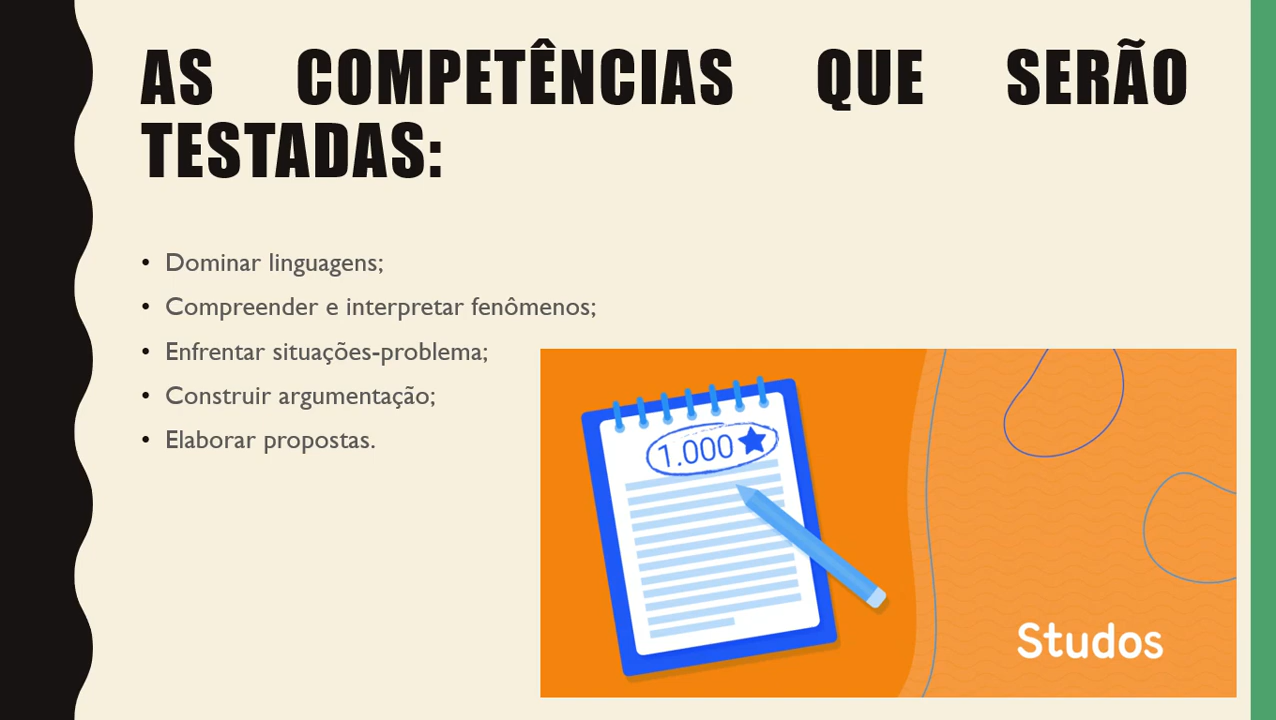 AS COMPETÊNCIAS QUE SERÃO
TESTADAS:
• Dominar linguagens;
• Compreender e interpretar fenômenos;
• Enfrentar situações-problema;
• Construir argumentação;
• Elaborar propostas.
1.000
Studos